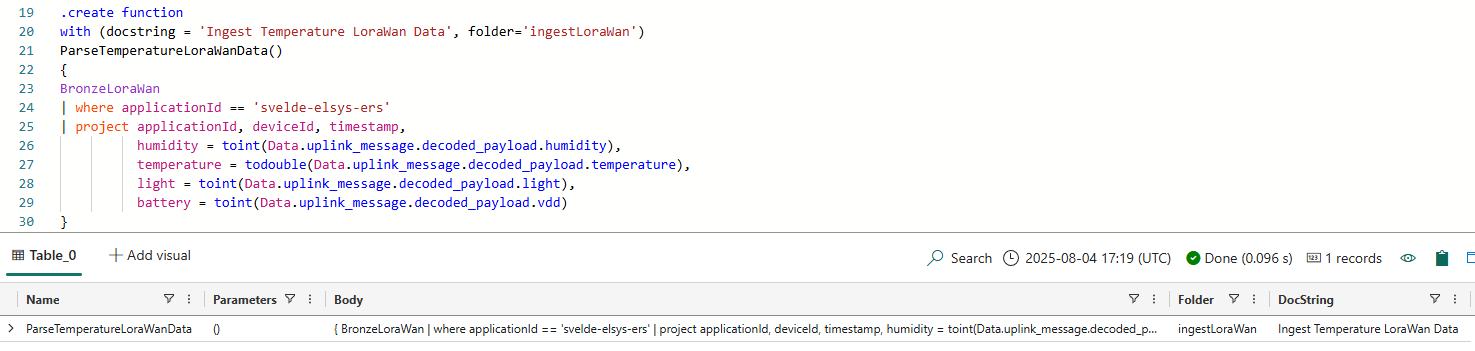 19 .create function
20 with (docstring = 'Ingest Temperature LoraWan Data', folder='ingestLoraWan')
21 ParseTemperatureLoraWanData()
22 {
23 BronzeLoraWan
24 | where applicationId == 'svelde-elsys-ers'
25 | project applicationId, deviceId, timestamp,
26 humidity = toint(Data.uplink_message.decoded_payload.humidity),
27 temperature = todouble(Data.uplink_message.decoded_payload.temperature),
28 light = toint(Data.uplink_message.decoded_payload.light),
29 battery = toint(Data.uplink_message.decoded_payload.vdd)
30 }
Table_0 Add visual Search 2025-08-04 17:19 (UTC) Done (0.096 s) 123 1 records
Name Parameters Body Folder DocString
ParseTemperatureLoraWanData () { BronzeLoraWan | where applicationId == 'svelde-elsys-ers' | project applicationId, deviceId, timestamp, humidity = toint(Data.uplink_message.decoded_p... ingestLoraWan Ingest Temperature LoraWan Data